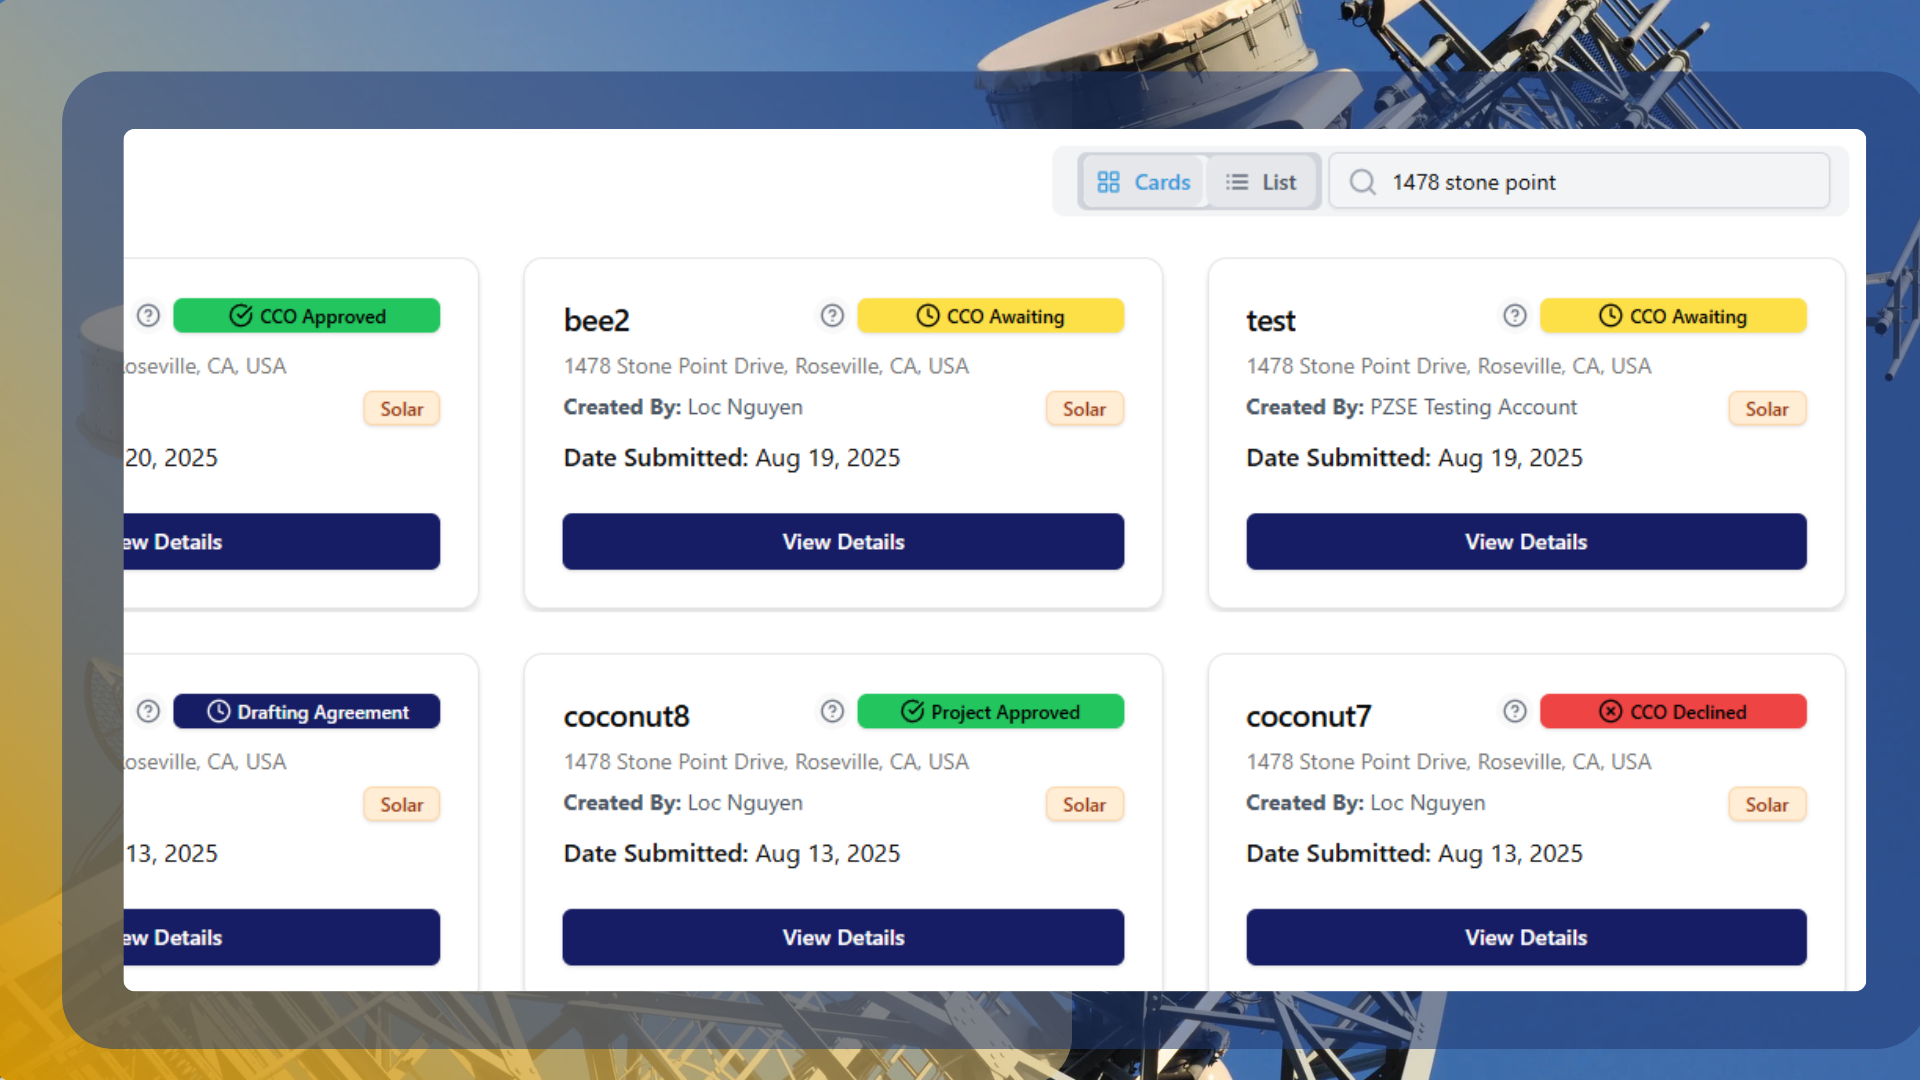 Cards
List
1478 stone point
CCO Approved
oseville, CA, USA
Solar
20, 2025
ew Details
bee2
CCO Awaiting
1478 Stone Point Drive, Roseville, CA, USA
Created By: Loc Nguyen
Solar
Date Submitted: Aug 19, 2025
View Details
test
CCO Awaiting
1478 Stone Point Drive, Roseville, CA, USA
Created By: PZSE Testing Account
Solar
Date Submitted: Aug 19, 2025
View Details
Drafting Agreement
oseville, CA, USA
Solar
13, 2025
ew Details
coconut8
Project Approved
1478 Stone Point Drive, Roseville, CA, USA
Created By: Loc Nguyen
Solar
Date Submitted: Aug 13, 2025
View Details
coconut7
CCO Declined
1478 Stone Point Drive, Roseville, CA, USA
Created By: Loc Nguyen
Solar
Date Submitted: Aug 13, 2025
View Details